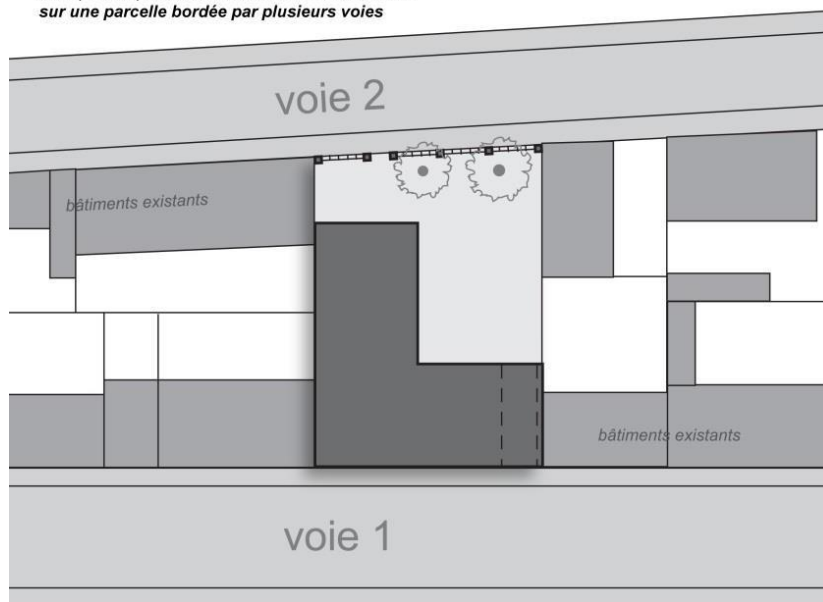 sur une parcelle bordée par plusieurs voies
voie 2
bâtiments existants
bâtiments existants
voie 1